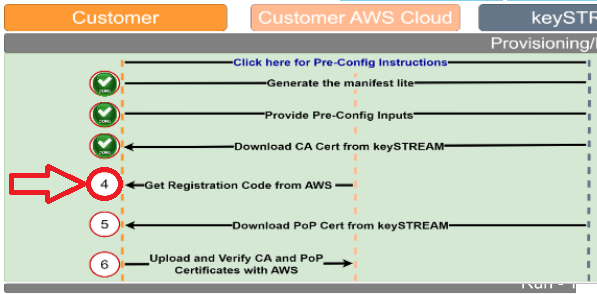 Customer
Customer AWS Cloud
keySTR
Provisioning/
Click here for Pre-Config Instructions
Generate the manifest lite
Provide Pre-Config Inputs
Download CA Cert from keySTREAM
4
Get Registration Code from AWS
5
Download PoP Cert from keySTREAM
6
Upload and Verify CA and PoP
Certificates with AWS